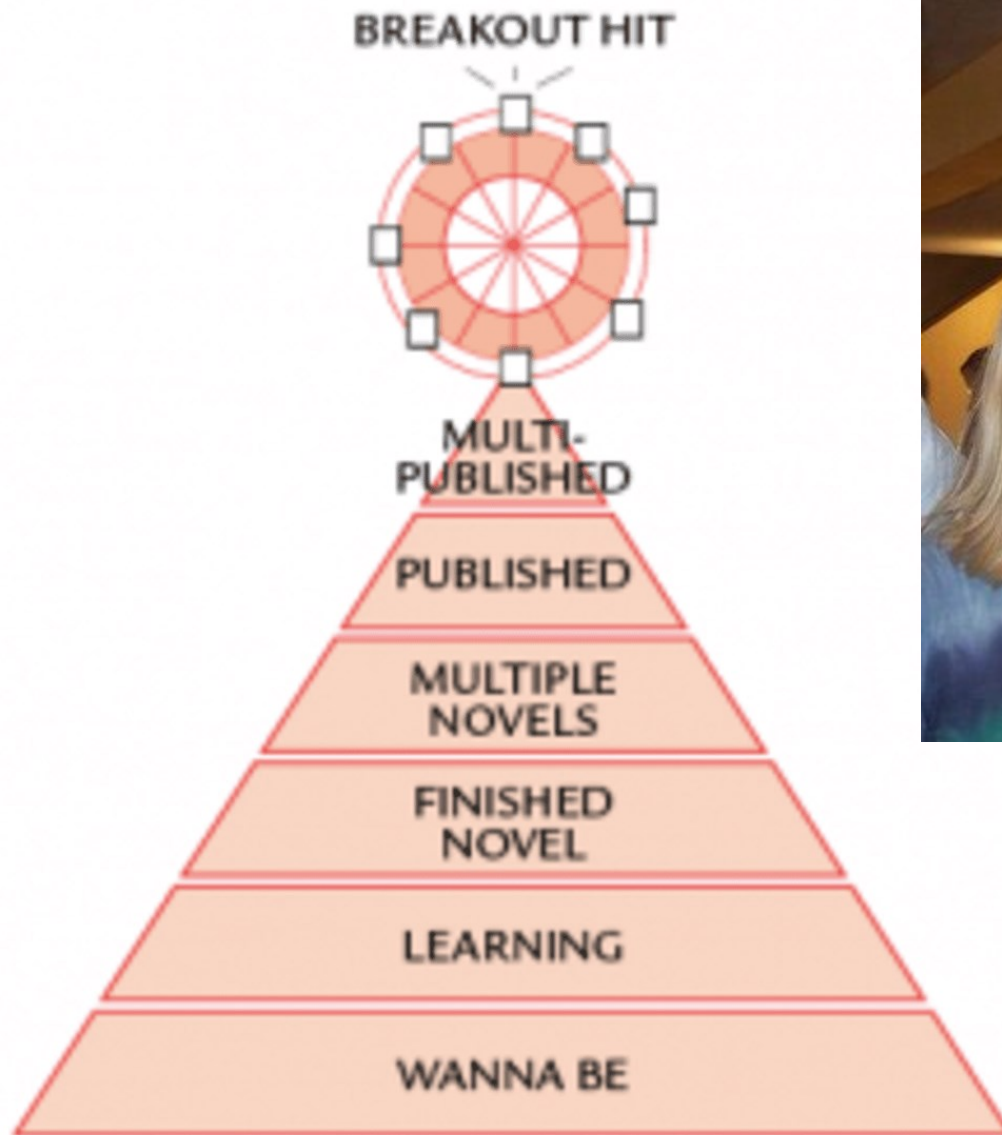 BREAKOUT HIT
MULTI-
PUBLISHED
PUBLISHED
MULTIPLE
NOVELS
FINISHED
NOVEL
LEARNING
WANNA BE